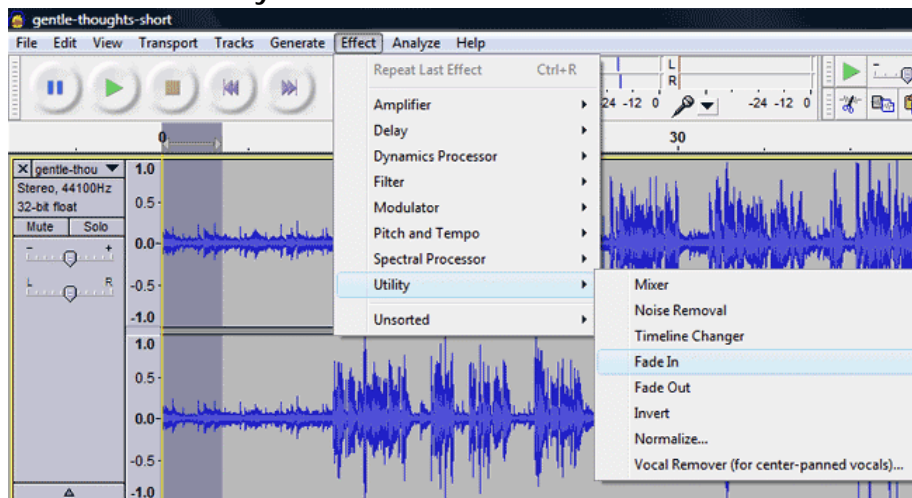 gentle-thoughts-short
File Edit View Transport Tracks Generate Effect Analyze Help
Repeat Last Effect Ctrl+R
Amplifier
Delay
Dynamics Processor
Filter
Modulator
Pitch and Tempo
Spectral Processor
Utility
Unsorted
Mixer
Noise Removal
Timeline Changer
Fade In
Fade Out
Invert
Normalize...
Vocal Remover (for center-panned vocals)...
L
R
24 -12 0
-24 -12 0
0
30
X gentle-thou
Stereo, 44100Hz
32-bit float
Mute Solo
- +
L R
1.0
0.5
0.0
-0.5
-1.0
1.0
0.5
0.0
-0.5
-1.0